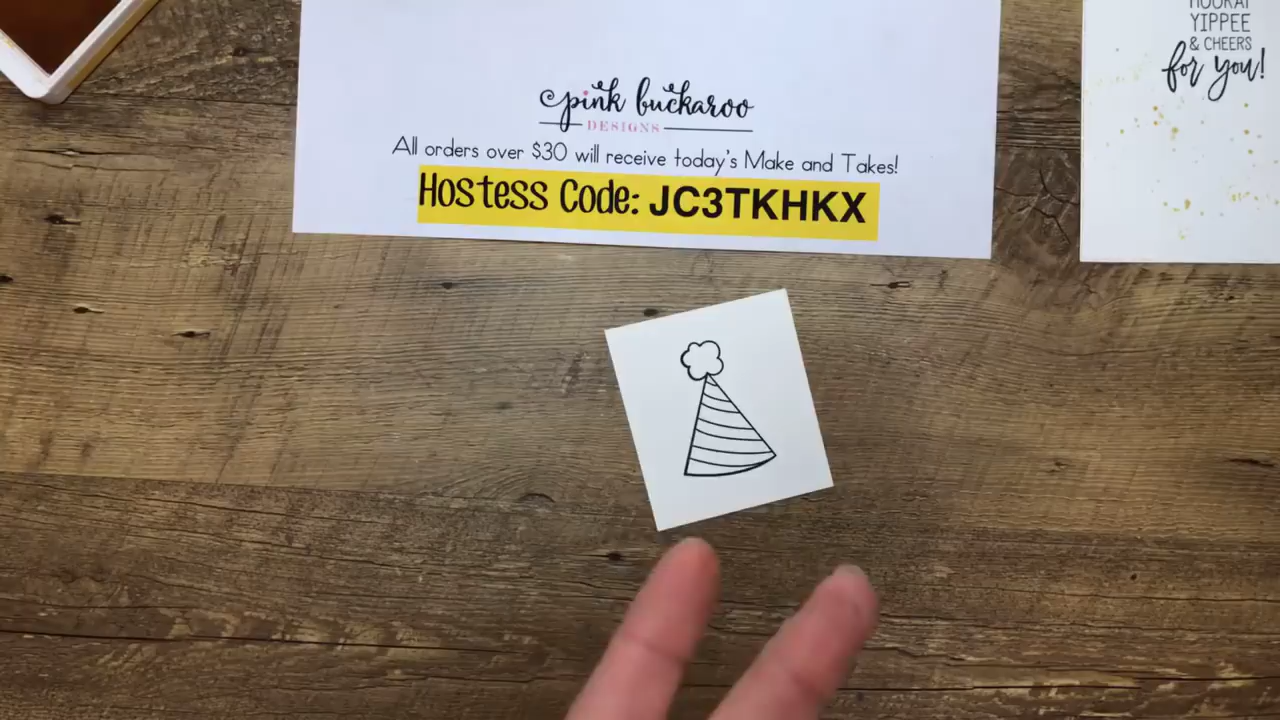 pink buckaroo
DESIGNS
All orders over $30 will receive today's Make and Takes!
Hostess Code: JC3TKHKX
HOORAY
YIPPEE
& CHEERS
for you!